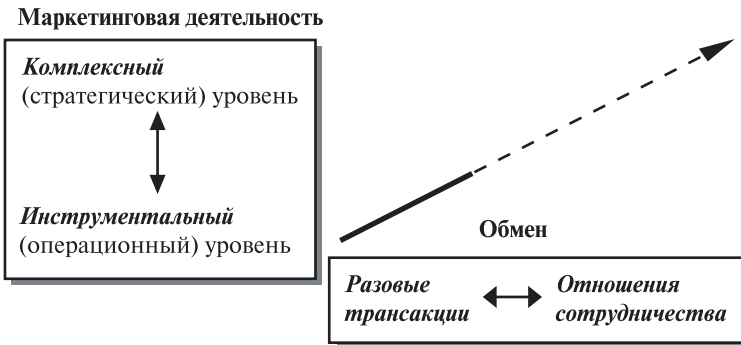 Маркетинговая деятельность
Комплексный
(стратегический) уровень
Инструментальный
(операционный) уровень
Обмен
Разовые
трансакции
Отношения
сотрудничества